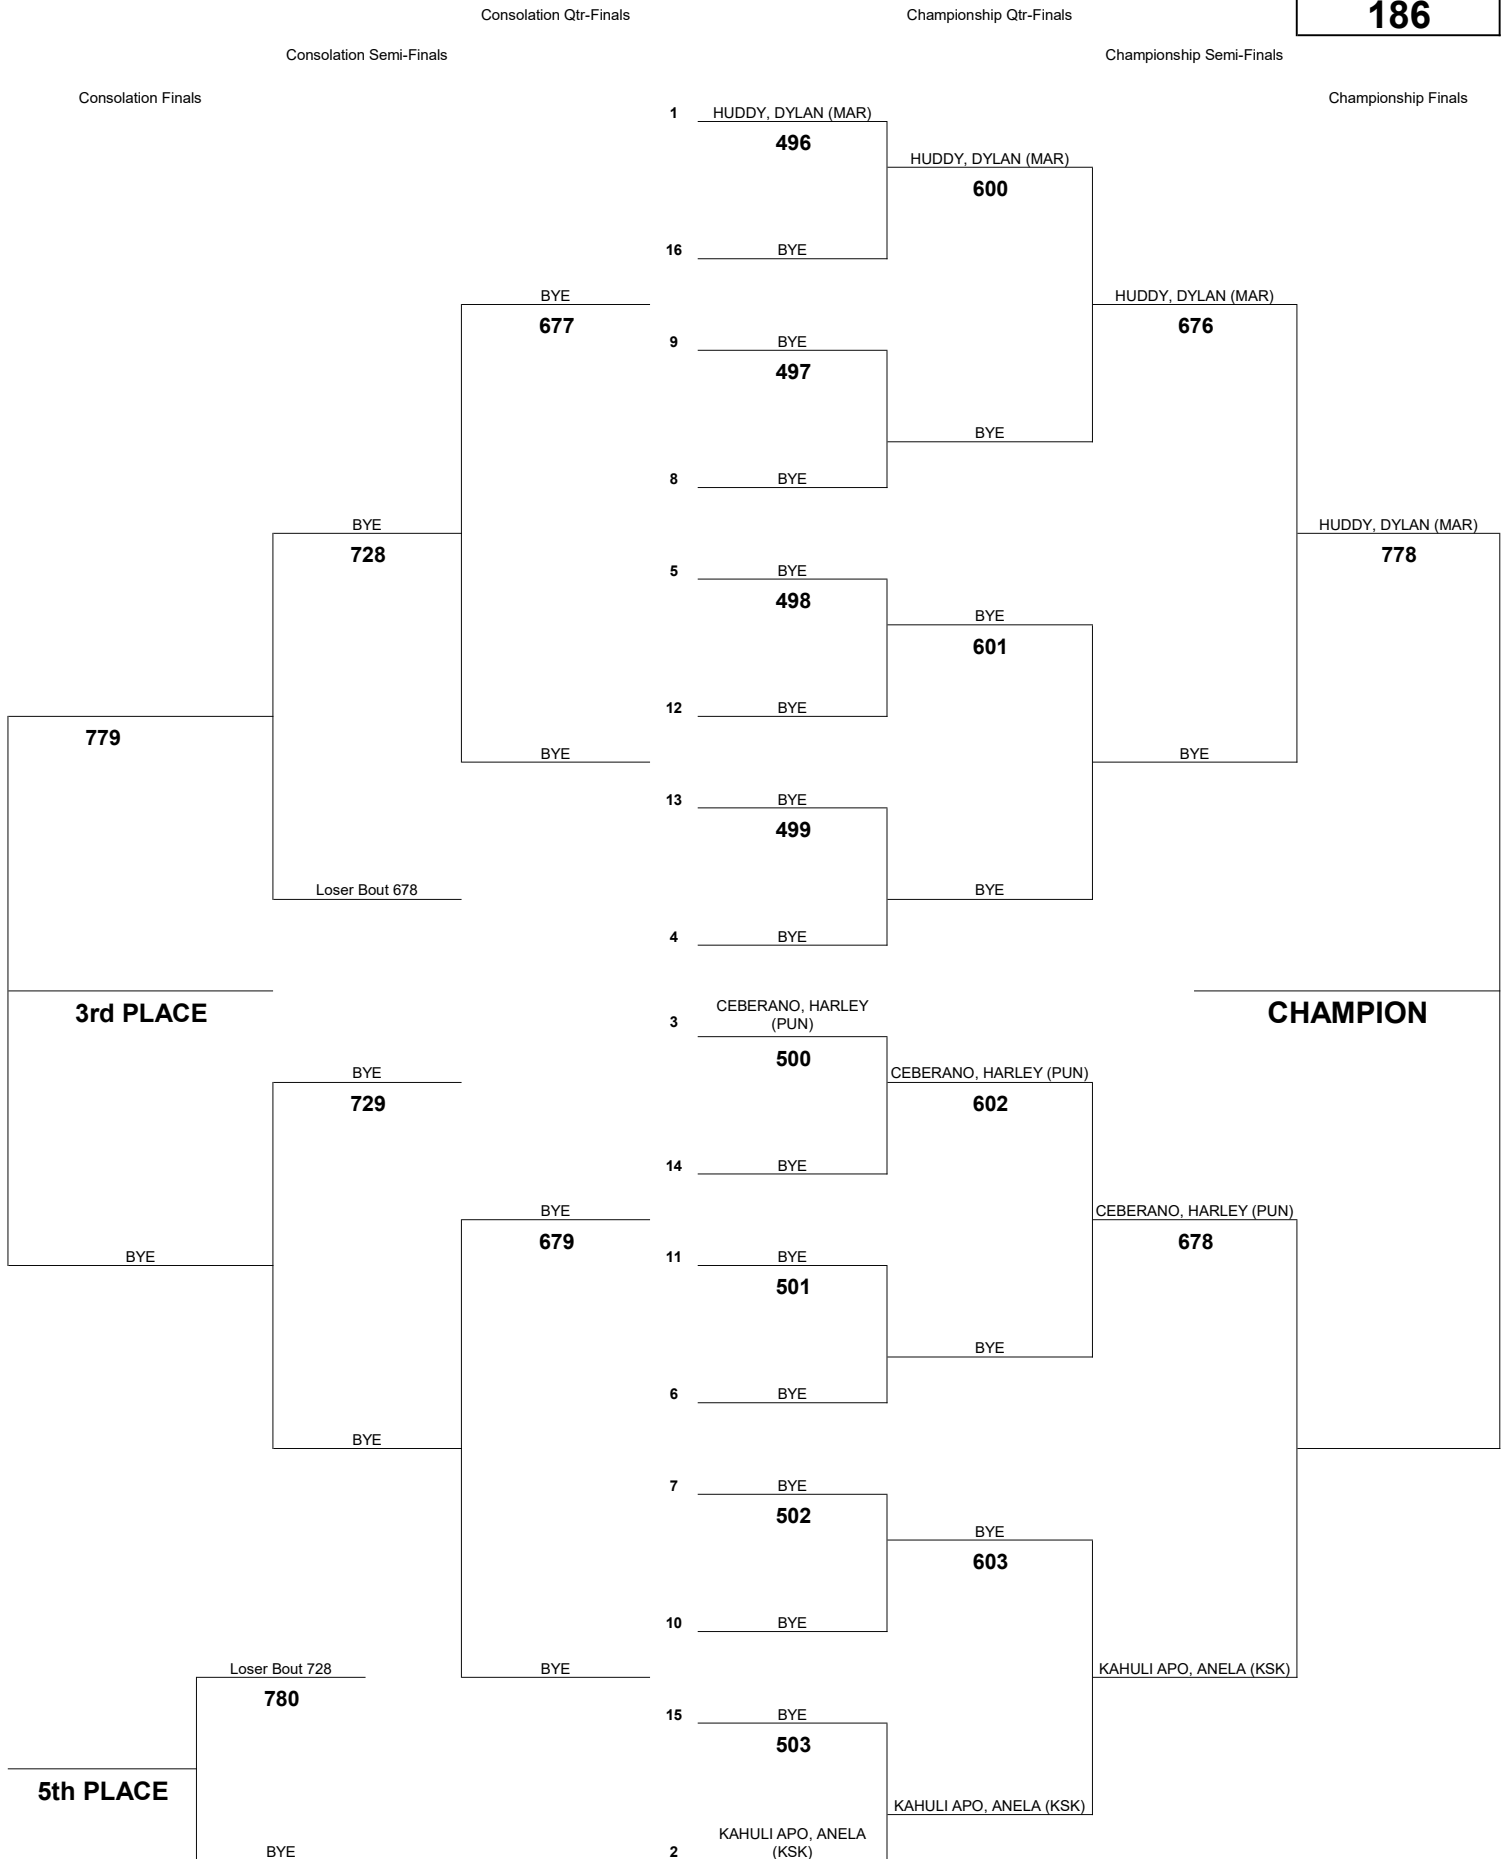 Consolation Qtr-Finals
Championship Qtr-Finals
186
Consolation Semi-Finals
Championship Semi-Finals
Consolation Finals
Championship Finals
1 HUDDY, DYLAN (MAR)
496
HUDDY, DYLAN (MAR)
600
16 BYE
BYE
HUDDY, DYLAN (MAR)
677
676
9 BYE
497
BYE
8 BYE
BYE
HUDDY, DYLAN (MAR)
728
778
5 BYE
498
BYE
601
12 BYE
779
BYE
BYE
13 BYE
499
Loser Bout 678
BYE
4 BYE
3rd PLACE
CHAMPION
3 CEBERANO, HARLEY
(PUN)
500
BYE
CEBERANO, HARLEY (PUN)
729
602
14 BYE
BYE
CEBERANO, HARLEY (PUN)
679
678
BYE
11 BYE
501
BYE
6 BYE
BYE
7 BYE
502
BYE
603
10 BYE
Loser Bout 728
BYE
KAHULI APO, ANELA (KSK)
780
15 BYE
503
5th PLACE
KAHULI APO, ANELA (KSK)
BYE
2 KAHULI APO, ANELA
(KSK)